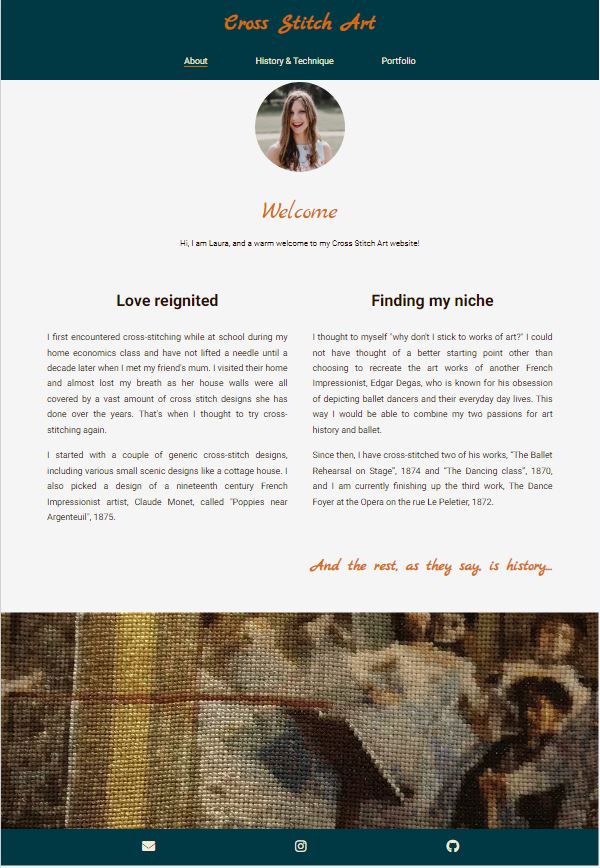 Cross Stitch Art
About
History & Technique
Portfolio
Welcome
Hi, I am Laura, and a warm welcome to my Cross Stitch Art website!
Love reignited
I first encountered cross-stitching while at school during my
home economics class and have not lifted a needle until a
decade later when I met my friend's mum. I visited their home
and almost lost my breath as her house walls were all
covered by a vast amount of cross stitch designs she has
done over the years. That's when I thought to try cross-
stitching again.
I started with a couple of generic cross-stitch designs,
including various small scenic designs like a cottage house. I
also picked a design of a nineteenth century French
Impressionist artist, Claude Monet, called "Poppies near
Argenteuil", 1875.
Finding my niche
I thought to myself "why don't I stick to works of art?" I could
not have thought of a better starting point other than
choosing to recreate the art works of another French
Impressionist, Edgar Degas, who is known for his obsession
of depicting ballet dancers and their everyday day lives. This
way I would be able to combine my two passions for art
history and ballet.
Since then, I have cross-stitched two of his works, “The Ballet
Rehearsal on Stage”, 1874 and “The Dancing class”, 1870,
and I am currently finishing up the third work, The Dance
Foyer at the Opera on the rue Le Peletier, 1872.
And the rest, as they say, is history...